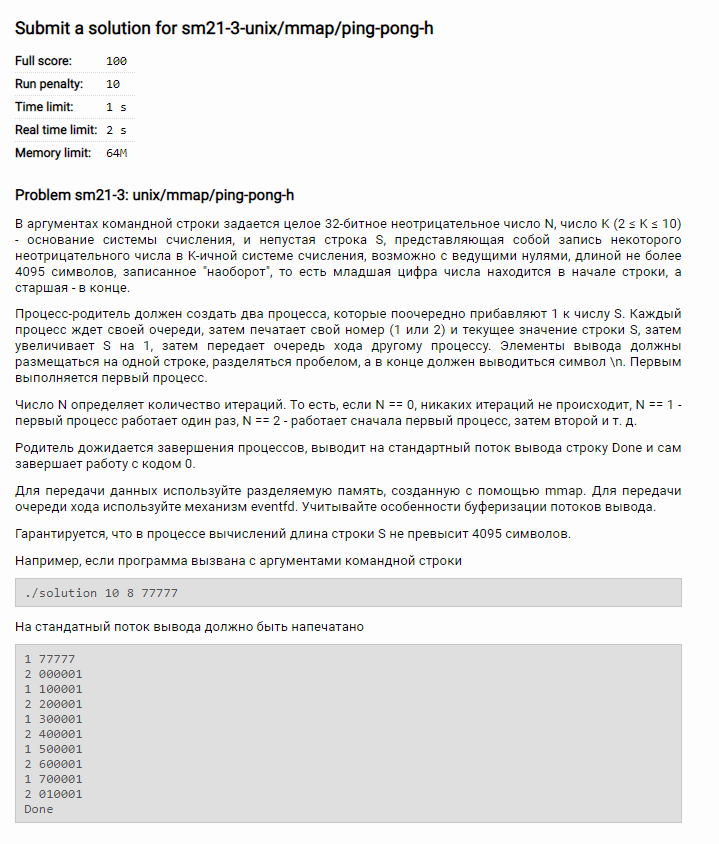 Submit a solution for sm21-3-unix/mmap/ping-pong-h
Full score: 100
Run penalty: 10
Time limit: 1 s
Real time limit: 2 s
Memory limit: 64M
Problem sm21-3: unix/mmap/ping-pong-h
В аргументах командной строки задается целое 32-битное неотрицательное число N, число K (2 ≤ K ≤ 10)
- основание системы счисления, и непустая строка S, представляющая собой запись некоторого
неотрицательного числа в K-ичной системе счисления, возможно с ведущими нулями, длиной не более
4095 символов, записанное "наоборот", то есть младшая цифра числа находится в начале строки, а
старшая - в конце.
Процесс-родитель должен создать два процесса, которые поочередно прибавляют 1 к числу S. Каждый
процесс ждет своей очереди, затем печатает свой номер (1 или 2) и текущее значение строки S, затем
увеличивает S на 1, затем передает очередь хода другому процессу. Элементы вывода должны
размещаться на одной строке, разделяться пробелом, а в конце должен выводиться символ \n. Первым
выполняется первый процесс.
Число N определяет количество итераций. То есть, если N == 0, никаких итераций не происходит, N == 1 -
первый процесс работает один раз, N == 2 - работает сначала первый процесс, затем второй и т. д.
Родитель дожидается завершения процессов, выводит на стандартный поток вывода строку Done и сам
завершает работу с кодом 0.
Для передачи данных используйте разделяемую память, созданную с помощью mmap. Для передачи
очереди хода используйте механизм eventfd. Учитывайте особенности буферизации потоков вывода.
Гарантируется, что в процессе вычислений длина строки S не превысит 4095 символов.
Например, если программа вызвана с аргументами командной строки
./solution 10 8 77777
На стандатный поток вывода должно быть напечатано
1 77777
2 000001
1 100001
2 200001
1 300001
2 400001
1 500001
2 600001
1 700001
2 010001
Done